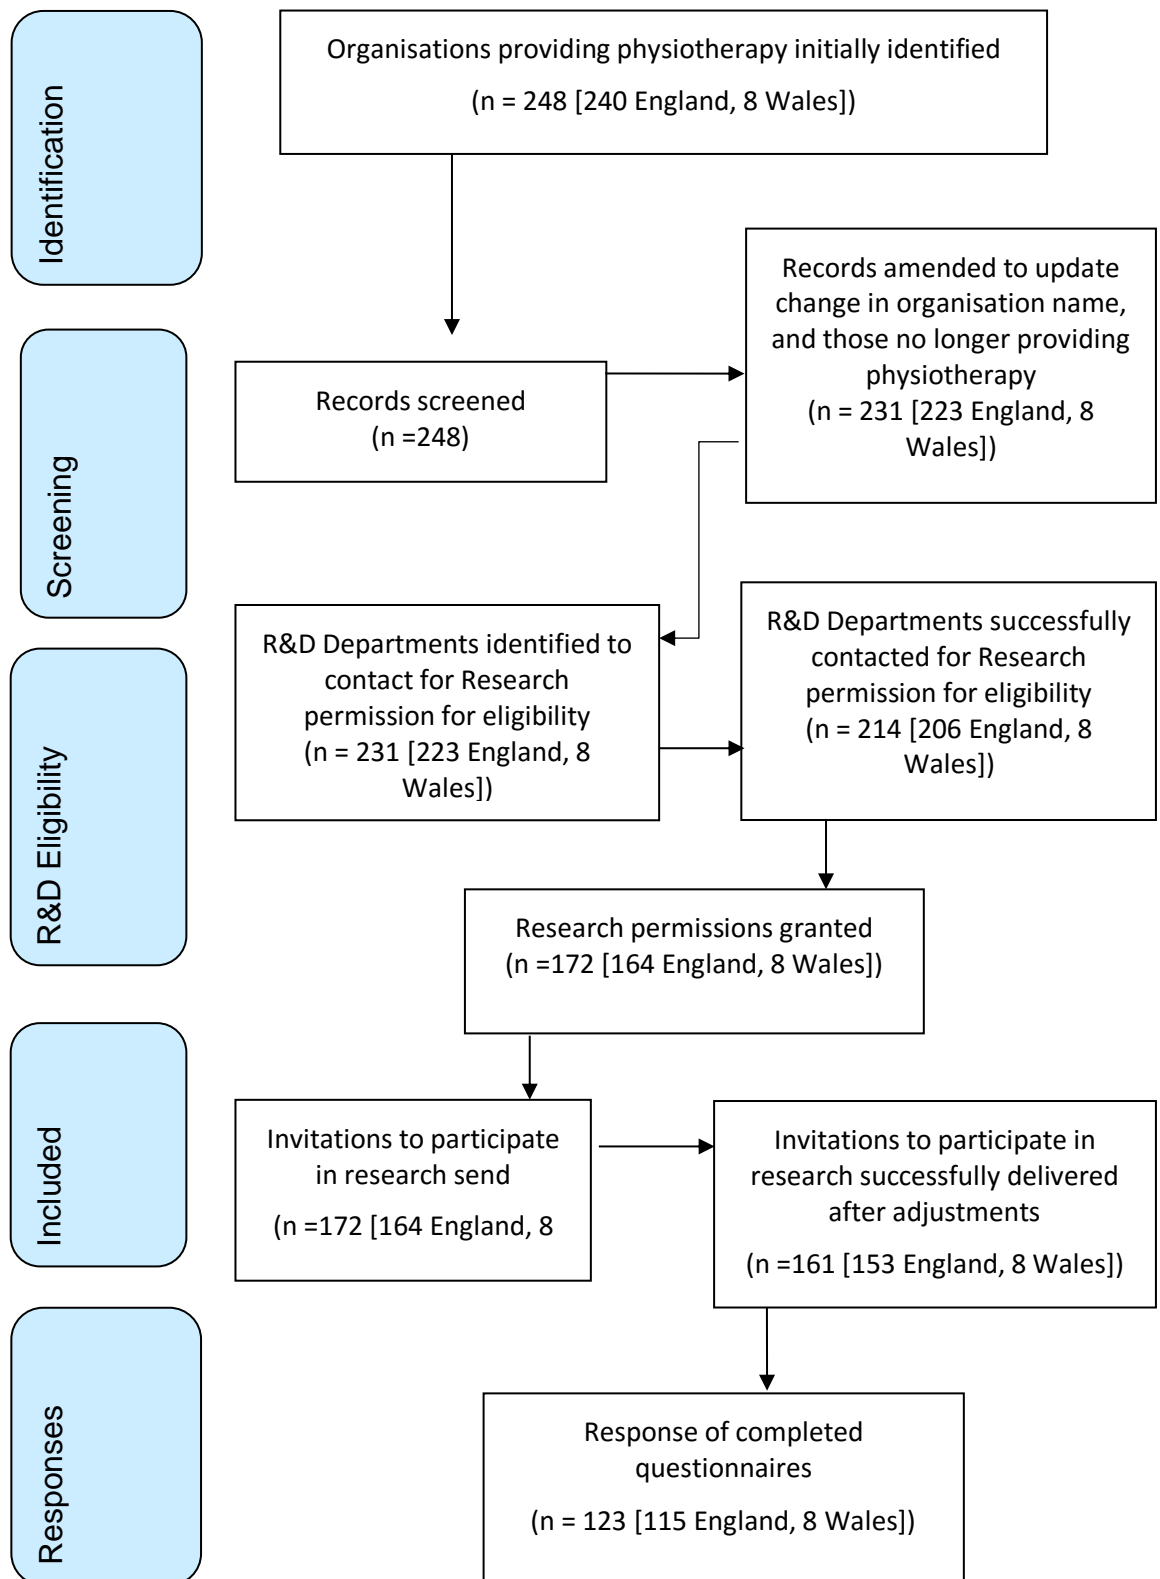 Identification
Organisations providing physiotherapy initially identified
(n = 248 [240 England, 8 Wales])
Records amended to update
change in organisation name,
and those no longer providing
physiotherapy
(n = 231 [223 England, 8
Wales])
Screening
Records screened
(n =248)
R&D Eligibility
R&D Departments identified to
contact for Research
permission for eligibility
(n = 231 [223 England, 8
Wales])
R&D Departments successfully
contacted for Research
permission for eligibility
(n = 214 [206 England, 8
Wales])
Research permissions granted
(n =172 [164 England, 8 Wales])
Included
Invitations to participate
in research send
(n =172 [164 England, 8
Invitations to participate in
research successfully delivered
after adjustments
(n =161 [153 England, 8 Wales])
Responses
Response of completed
questionnaires
(n = 123 [115 England, 8 Wales])